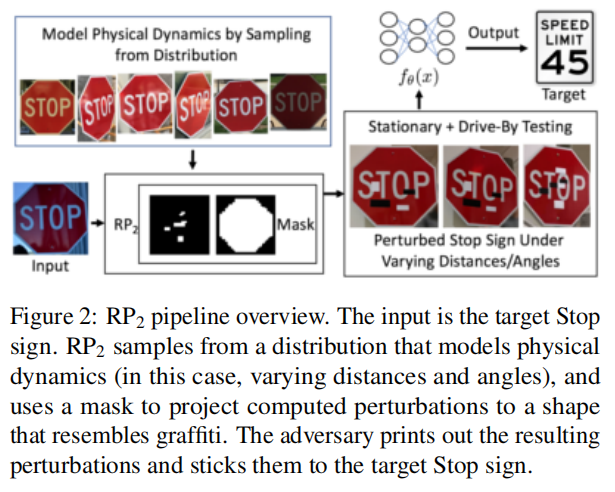 Model Physical Dynamics by Sampling
from Distribution
STOP STOP STOP STOP STOP STOP
Output
SPEED
LIMIT
45
fθ(x)
Target
Stationary + Drive-By Testing
STOP
RP2
Mask
STOP STOP STOP
Input
Perturbed Stop Sign Under
Varying Distances/Angles
Figure 2: RP2 pipeline overview. The input is the target Stop
sign. RP2 samples from a distribution that models physical
dynamics (in this case, varying distances and angles), and
uses a mask to project computed perturbations to a shape
that resembles graffiti. The adversary prints out the resulting
perturbations and sticks them to the target Stop sign.